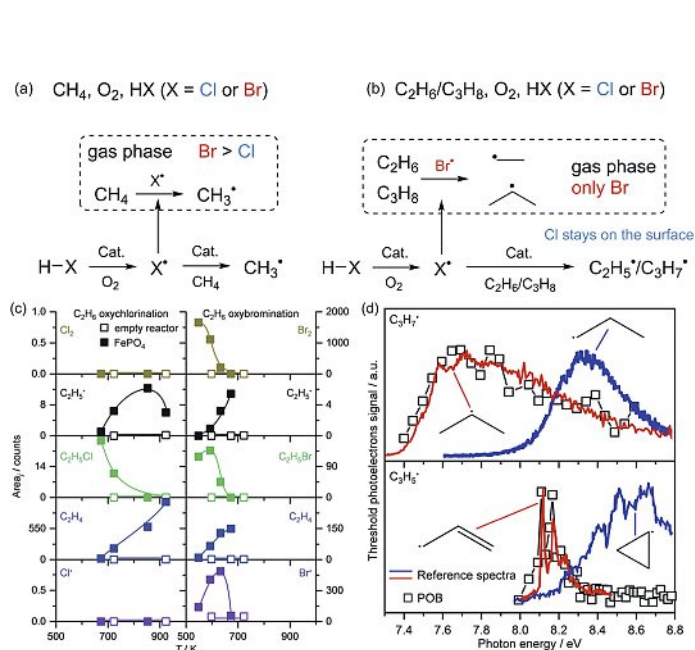 (a) CH₄, O₂, HX (X = Cl or Br)
gas phase Br > Cl
CH₄ X• CH₃•
H-X Cat. O₂ X• Cat. CH₄ CH₃•
(b) C₂H₆/C₃H₈, O₂, HX (X = Cl or Br)
C₂H₆ Br• gas phase
C₃H₈ only Br
Cl stays on the surface
H-X Cat. O₂ X• Cat. C₂H₆/C₃H₈ C₂H₅•/C₃H₇•
(c) C₂H₆ oxychlorination C₂H₆ oxybromination
empty reactor
FePO₄
Cl₂ Br₂
1.0 0.5 0.0 2000 1000 0
C₂H₅• C₂H₅•
8 0 4 0
C₂H₅Cl C₂H₅Br
14 0 90 0
C₂H₄ C₂H₄
550 0 150 0
Cl• Br•
0.5 0.0 300 0
Area / counts
500 600 700 800 900 500 600 700 800 900
T / K
(d) C₃H₇•
C₃H₅•
Reference spectra
POB
Threshold photoelectrons signal / a.u.
7.4 7.6 7.8 8.0 8.2 8.4 8.6 8.8
Photon energy / eV